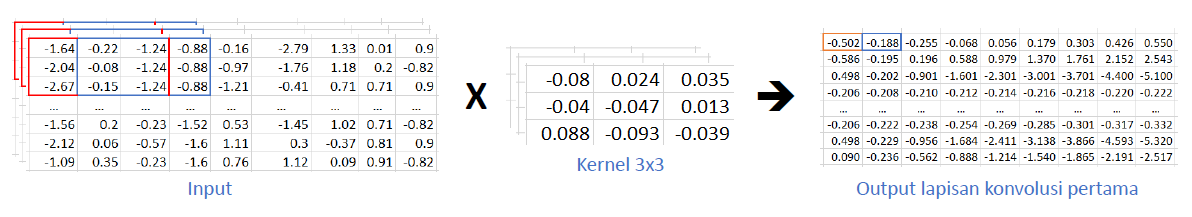 -1.64 -0.22 -1.24 -0.88 -0.16 -2.79 1.33 0.01 0.9
-2.04 -0.08 -1.24 -0.88 -0.97 -1.76 1.18 0.2 -0.82
-2.67 -0.15 -1.24 -0.88 -1.21 -0.41 0.71 0.71 0.9
... ... ... ... ... ... ... ... ...
-1.56 0.2 -0.23 -1.52 0.53 -1.45 1.02 0.71 -0.82
-2.12 0.06 -0.57 -1.6 1.11 0.3 -0.37 0.81 0.9
-1.09 0.35 -0.23 -1.6 0.76 1.12 0.09 0.91 -0.82
Input
X
-0.08 0.024 0.035
-0.04 -0.047 0.013
0.088 -0.093 -0.039
Kernel 3x3
-0.502 -0.188 -0.255 -0.068 0.056 0.179 0.303 0.426 0.550
-0.586 -0.195 0.196 0.588 0.979 1.370 1.761 2.152 2.543
0.498 -0.202 -0.901 -1.601 -2.301 -3.001 -3.701 -4.400 -5.100
-0.206 -0.208 -0.210 -0.212 -0.214 -0.216 -0.218 -0.220 -0.222
... ... ... ... ... ... ... ... ...
-0.206 -0.222 -0.238 -0.254 -0.269 -0.285 -0.301 -0.317 -0.332
0.498 -0.229 -0.956 -1.684 -2.411 -3.138 -3.866 -4.593 -5.320
0.090 -0.236 -0.562 -0.888 -1.214 -1.540 -1.865 -2.191 -2.517
Output lapisan konvolusi pertama